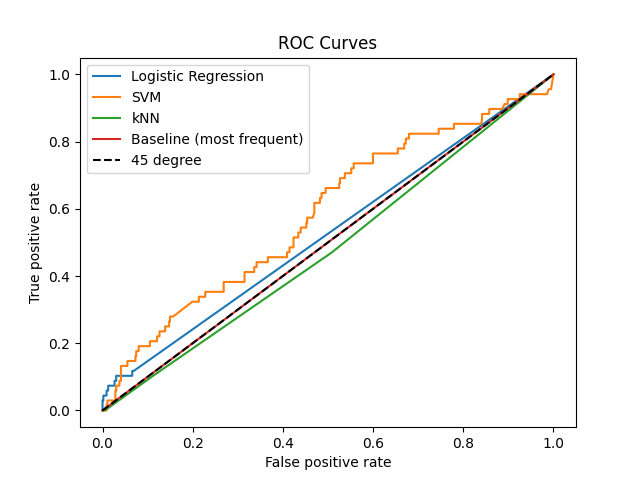 ROC Curves
Logistic Regression
SVM
kNN
Baseline (most frequent)
45 degree
True positive rate
1.0
0.8
0.6
0.4
0.2
0.0
0.0 0.2 0.4 0.6 0.8 1.0
False positive rate